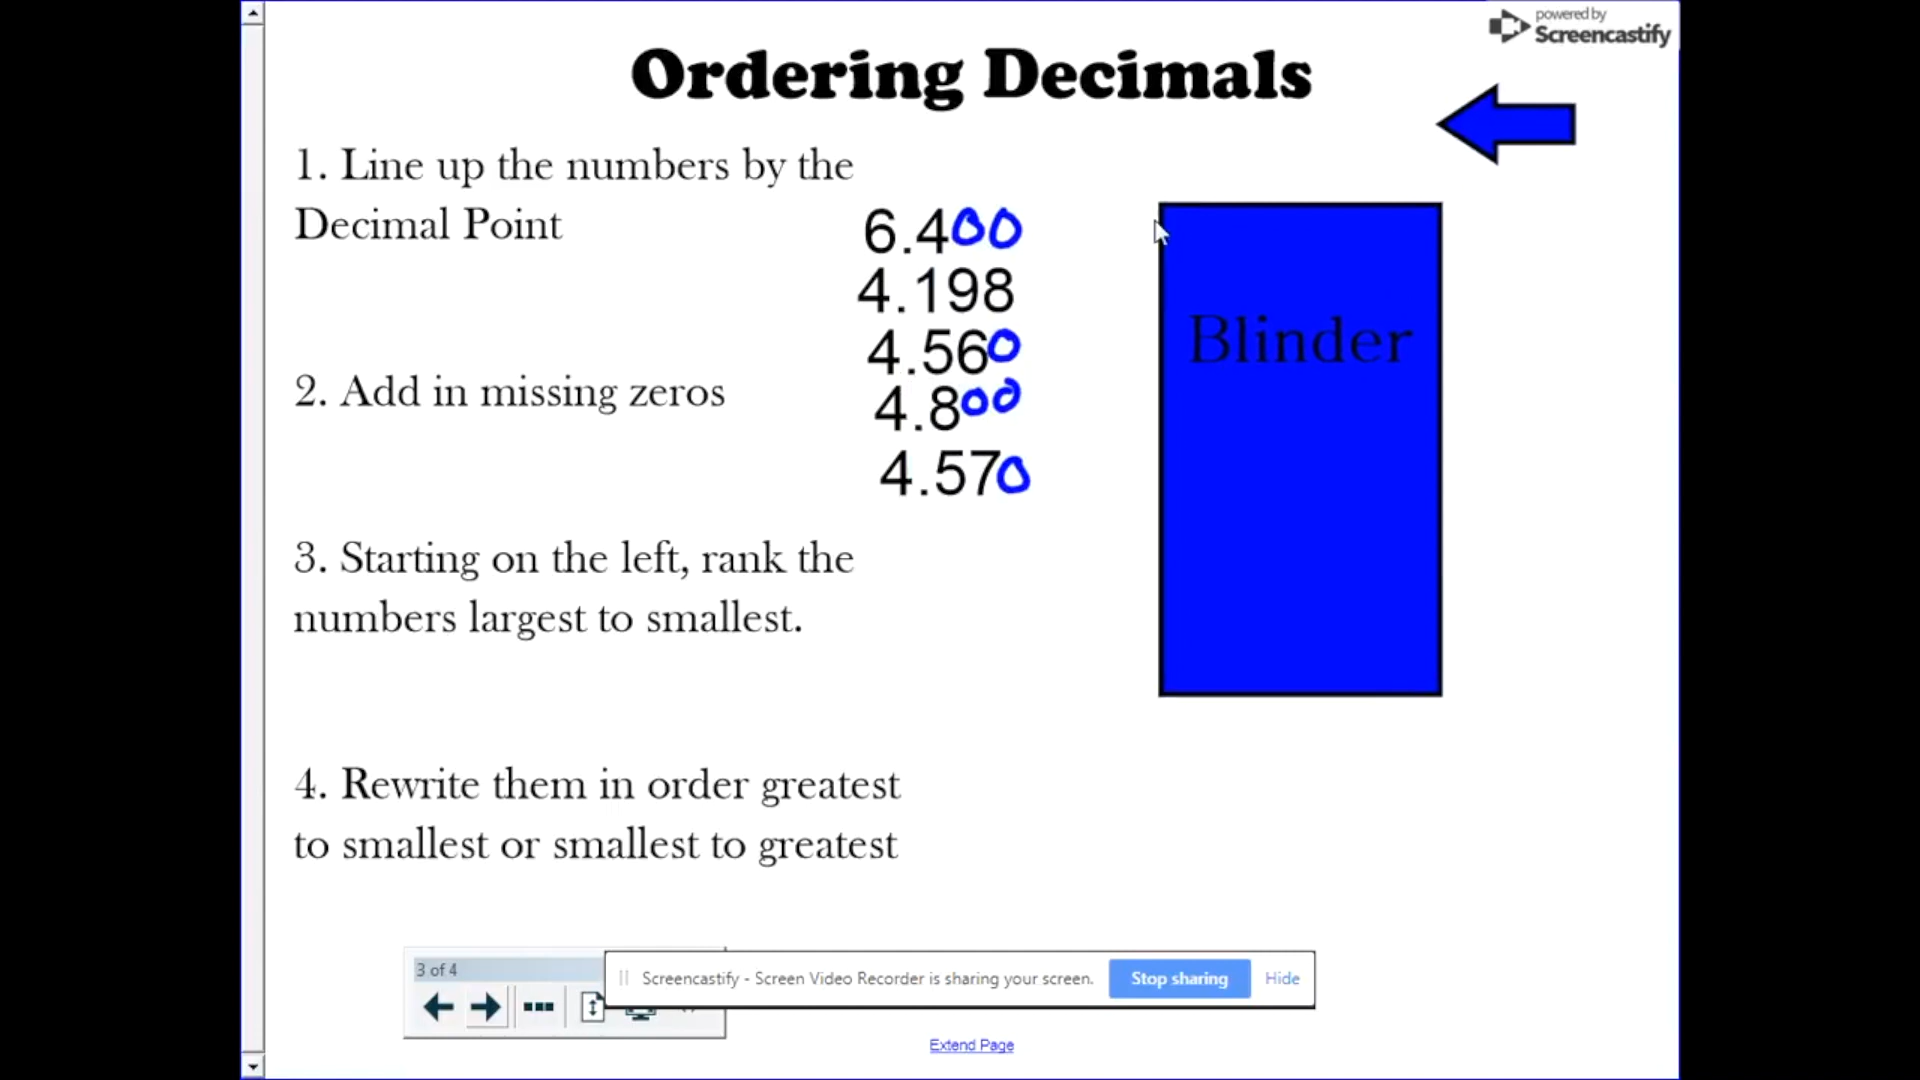 powered by
Screencastify
Ordering Decimals
1. Line up the numbers by the
Decimal Point
6.400
4.198
4.560
4.800
4.570
Blinder
2. Add in missing zeros
3. Starting on the left, rank the
numbers largest to smallest.
4. Rewrite them in order greatest
to smallest or smallest to greatest
3 of 4
Screencastify - Screen Video Recorder is sharing your screen.
Stop sharing
Hide
Extend Page